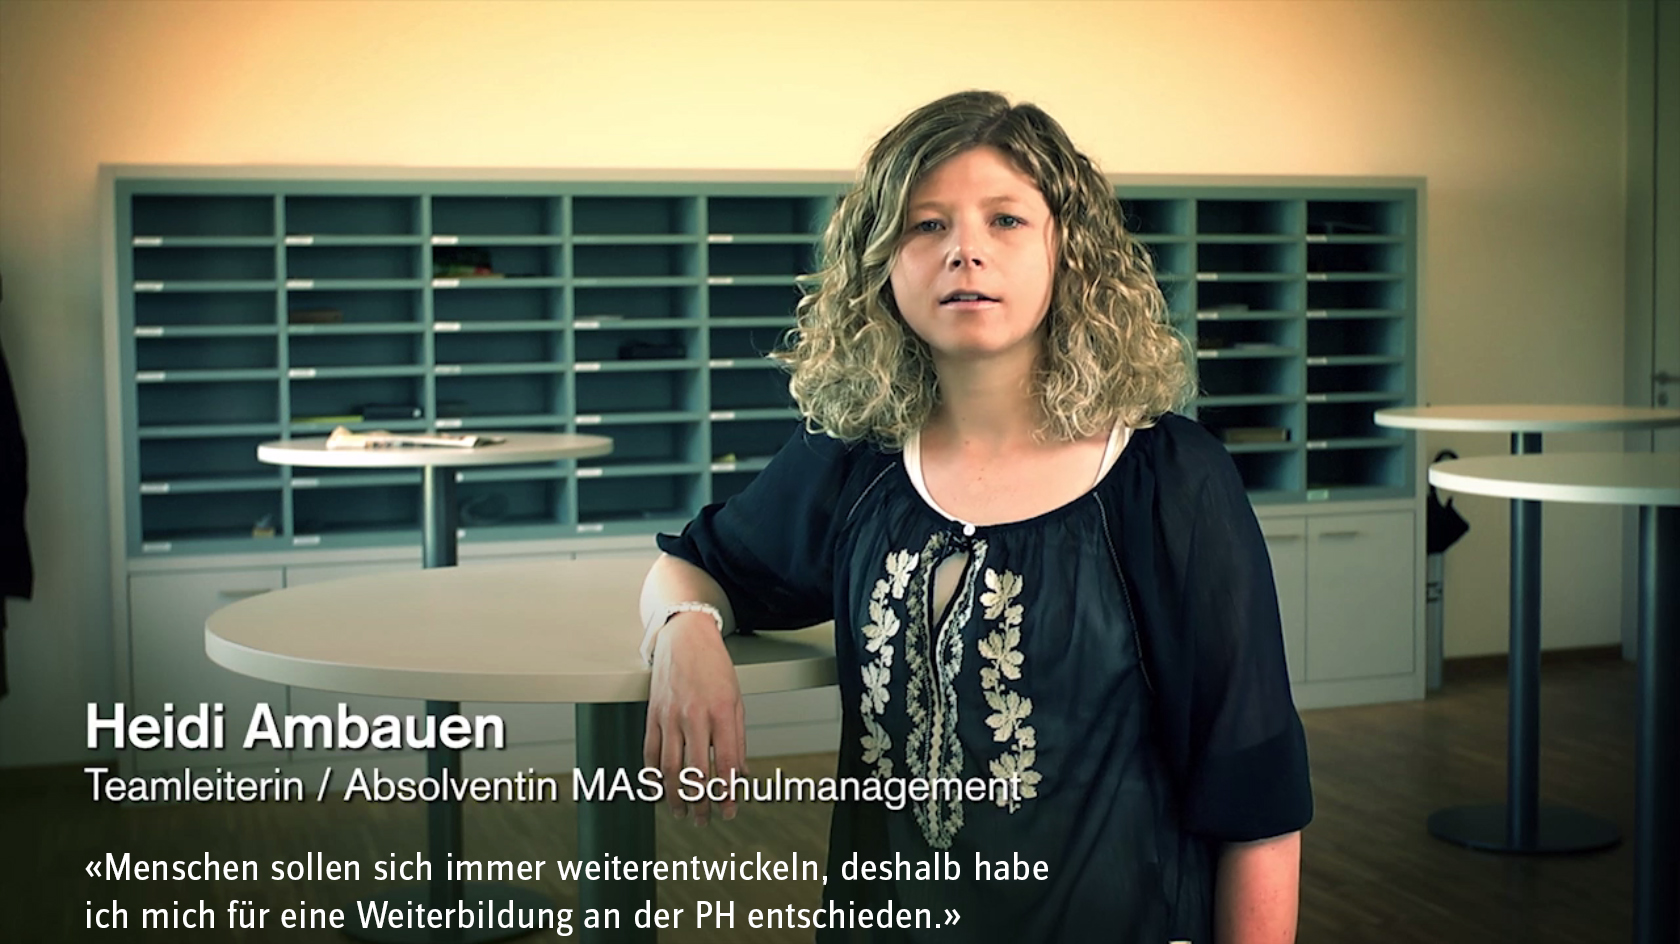 Heidi Ambauen
Teamleiterin / Absolventin MAS Schulmanagement
«Menschen sollen sich immer weiterentwickeln, deshalb habe
ich mich für eine Weiterbildung an der PH entschieden.»